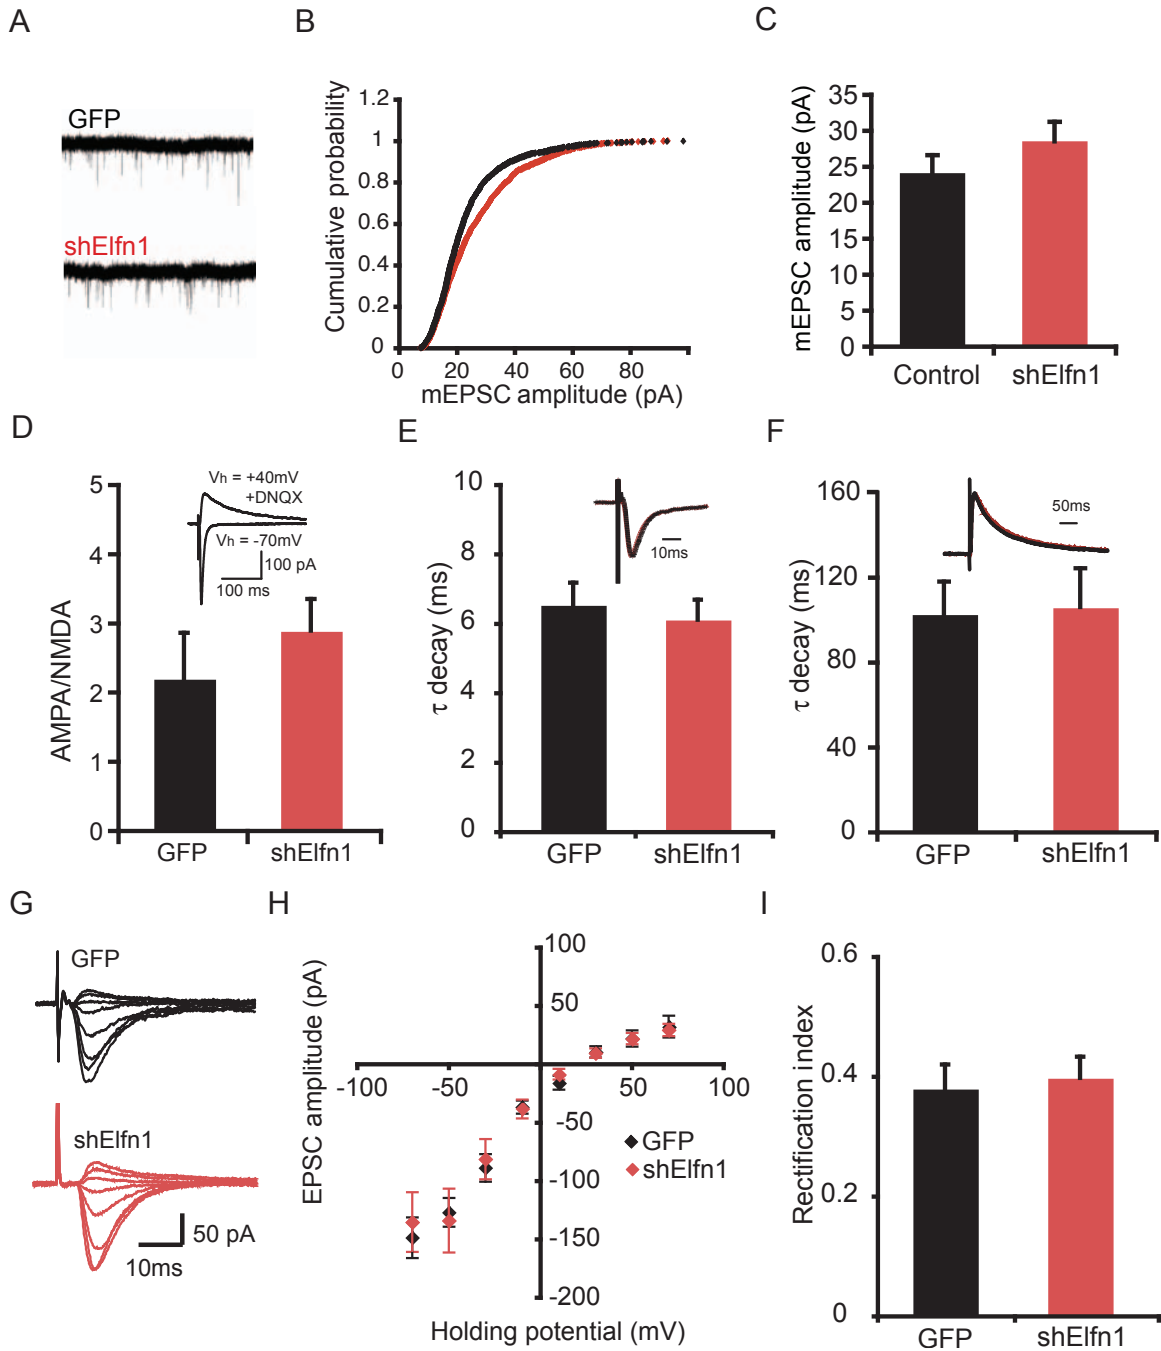 A
GFP
shElfn1
B
Cumulative probability
1.2
1
0.8
0.6
0.4
0.2
0
0 20 40 60 80
mEPSC amplitude (pA)
C
mEPSC amplitude (pA)
35
30
25
20
15
10
5
0
Control shElfn1
D
AMPA/NMDA
5
4
3
2
1
0
Vh = +40mV
+DNQX
Vh = -70mV
100 pA
100 ms
GFP shElfn1
E
τ decay (ms)
10
8
6
4
2
0
10ms
GFP shElfn1
F
τ decay (ms)
160
120
80
40
0
50ms
GFP shElfn1
G
GFP
shElfn1
50 pA
10ms
H
EPSC amplitude (pA)
100
50
-100 -50 50 100
-50
-100
-150
-200
GFP
shElfn1
Holding potential (mV)
I
Rectification index
0.6
0.4
0.2
0
GFP shElfn1